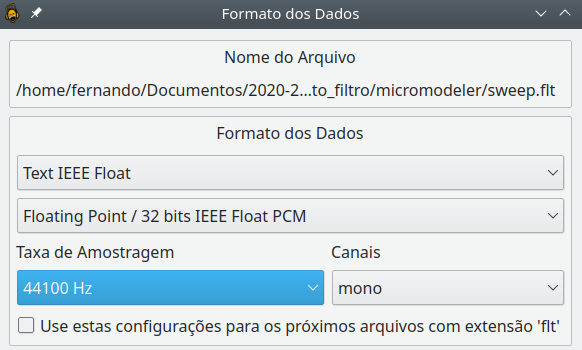 Formato dos Dados
Nome do Arquivo
/home/fernando/Documentos/2020-2...to_filtro/micromodeler/sweep.flt
Formato dos Dados
Text IEEE Float
Floating Point / 32 bits IEEE Float PCM
Taxa de Amostragem Canais
44100 Hz mono
Use estas configurações para os próximos arquivos com extensão 'flt'